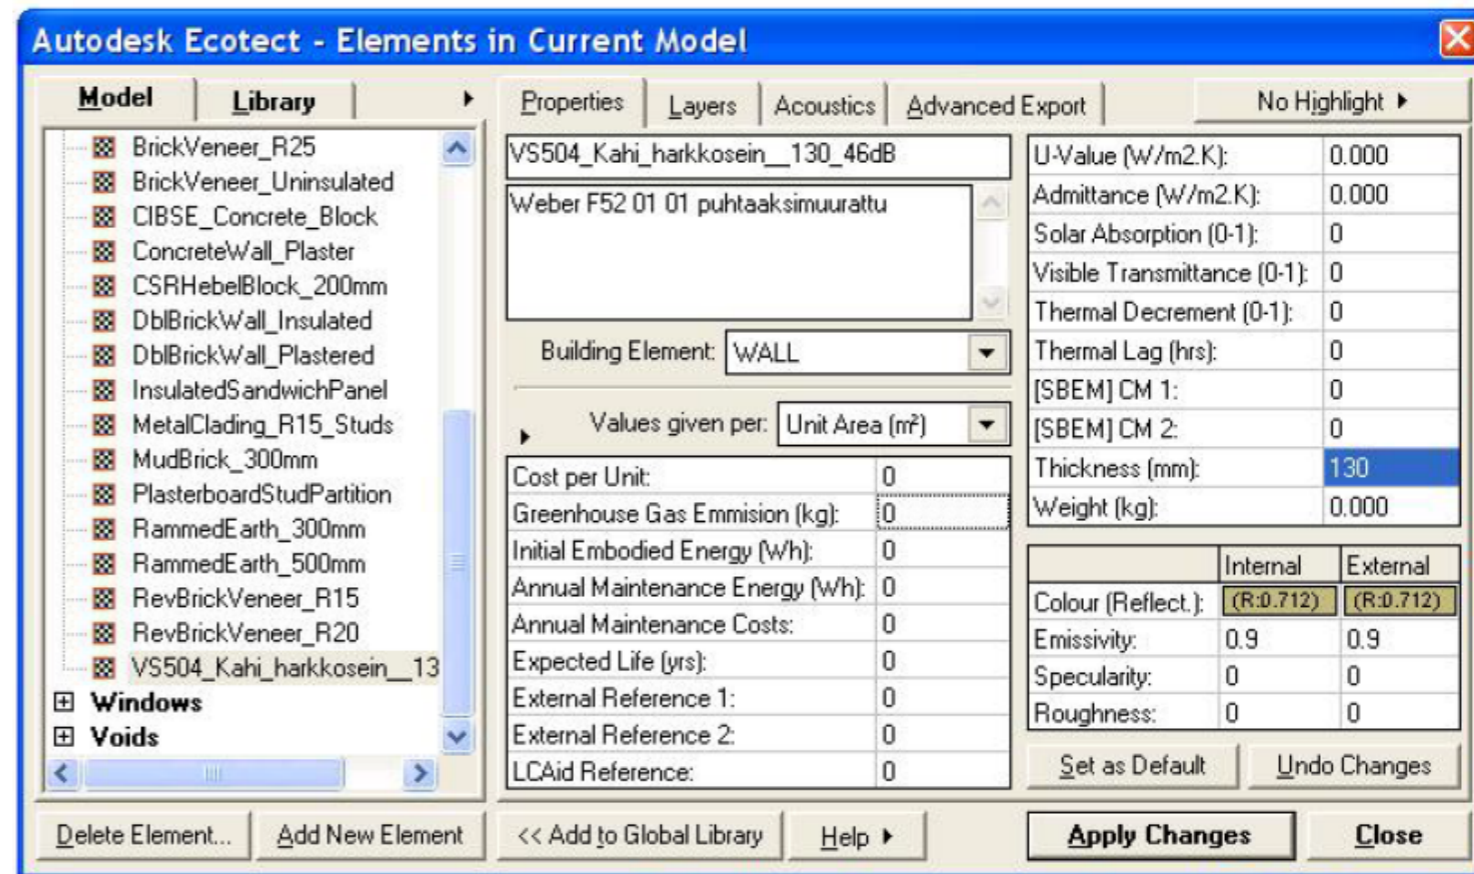 Autodesk Ecotect - Elements in Current Model
Model
Library
BrickVeneer_R25
BrickVeneer_Uninsulated
CIBSE_Concrete_Block
ConcreteWall_Plaster
CSRHebelBlock_200mm
DblBrickWall_Insulated
DblBrickWall_Plastered
InsulatedSandwichPanel
MetalClading_R15_Studs
MudBrick_300mm
PlasterboardStudPartition
RammedEarth_300mm
RammedEarth_500mm
RevBrickVeneer_R15
RevBrickVeneer_R20
VS504_Kahi_harkkosein__13
Windows
Voids
Delete Element...
Add New Element
Properties
Layers
Acoustics
Advanced Export
No Highlight
VS504_Kahi_harkkosein__130_46dB
Weber F52 01 01 puhtaaksimuurattu
Building Element: WALL
Values given per: Unit Area (m²)
Cost per Unit: 0
Greenhouse Gas Emmision (kg): 0
Initial Embodied Energy (Wh): 0
Annual Maintenance Energy (Wh): 0
Annual Maintenance Costs: 0
Expected Life (yrs): 0
External Reference 1: 0
External Reference 2: 0
LCAid Reference: 0
U-Value (W/m2.K): 0.000
Admittance (W/m2.K): 0.000
Solar Absorption (0-1): 0
Visible Transmittance (0-1): 0
Thermal Decrement (0-1): 0
Thermal Lag (hrs): 0
[SBEM] CM 1: 0
[SBEM] CM 2: 0
Thickness (mm): 130
Weight (kg): 0.000
Internal External
Colour (Reflect.): (R:0.712) (R:0.712)
Emissivity: 0.9 0.9
Specularity: 0 0
Roughness: 0 0
Set as Default
Undo Changes
<< Add to Global Library
Help
Apply Changes
Close